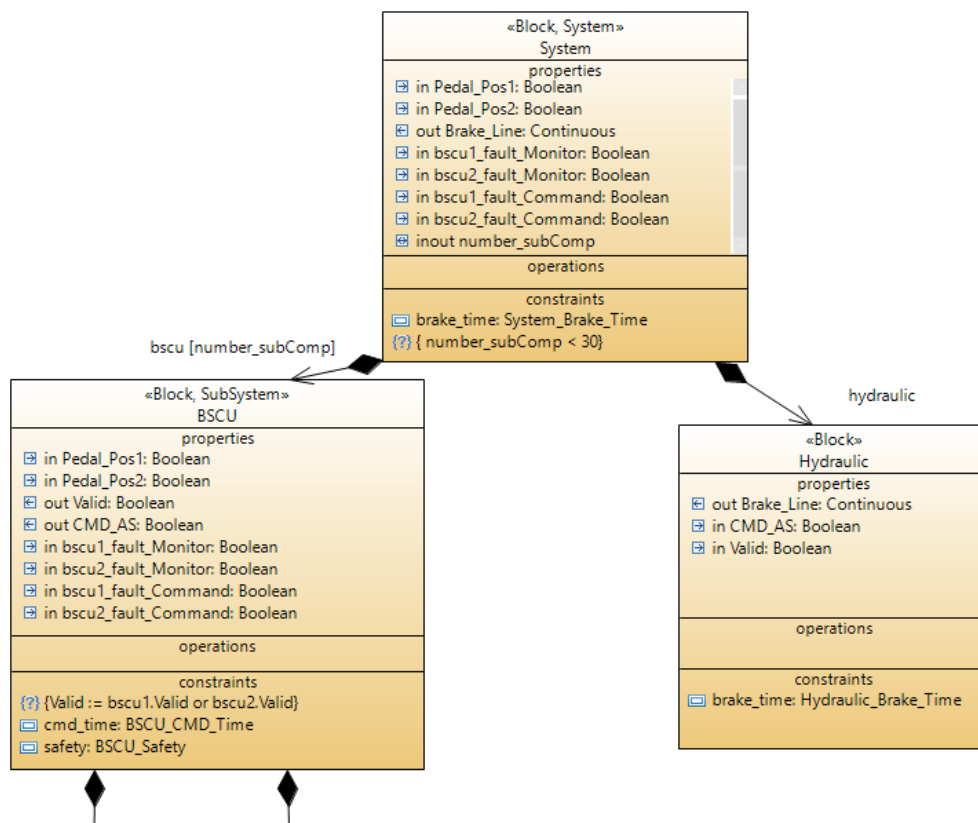 «Block, System»
System
properties
in Pedal_Pos1: Boolean
in Pedal_Pos2: Boolean
out Brake_Line: Continuous
in bscu1_fault_Monitor: Boolean
in bscu2_fault_Monitor: Boolean
in bscu1_fault_Command: Boolean
in bscu2_fault_Command: Boolean
inout number_subComp
operations
constraints
brake_time: System_Brake_Time
{?} { number_subComp < 30}
bscu [number_subComp]
hydraulic
«Block, SubSystem»
BSCU
properties
in Pedal_Pos1: Boolean
in Pedal_Pos2: Boolean
out Valid: Boolean
out CMD_AS: Boolean
in bscu1_fault_Monitor: Boolean
in bscu2_fault_Monitor: Boolean
in bscu1_fault_Command: Boolean
in bscu2_fault_Command: Boolean
operations
constraints
{?} {Valid := bscu1.Valid or bscu2.Valid}
cmd_time: BSCU_CMD_Time
safety: BSCU_Safety
«Block»
Hydraulic
properties
out Brake_Line: Continuous
in CMD_AS: Boolean
in Valid: Boolean
operations
constraints
brake_time: Hydraulic_Brake_Time